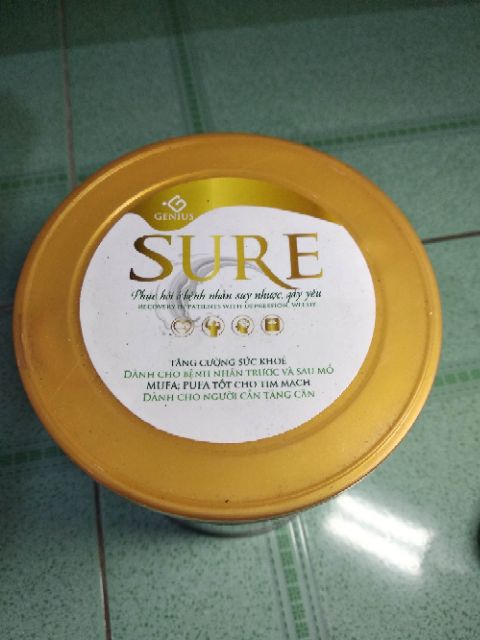 GENIUS
SURE
Phục hồi ở bệnh nhân suy nhược, gầy yếu
RECOVERY IN PATIENTS WITH DEPRESSION,
TĂNG CƯỜNG SỨC KHOẺ
DÀNH CHO BỆNH NHÂN TRƯỚC VÀ SAU MỔ
MUFA; PUFA TỐT CHO TIM MẠCH
DÀNH CHO NGƯỜI CẦN TĂNG CÂN